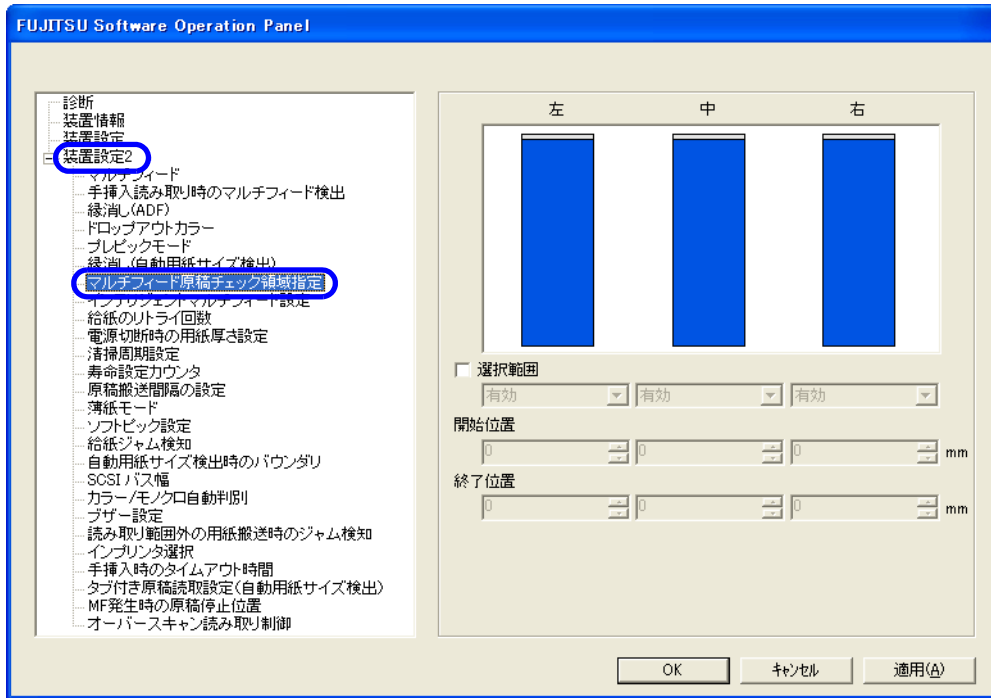 FUJITSU Software Operation Panel
診断
装置情報
装置設定
装置設定2
マルチフィード
手挿入読み取り時のマルチフィード検出
縁消し(ADF)
ドロップアウトカラー
プレピックモード
縁消し(自動用紙サイズ検出)
マルチフィード原稿チェック領域指定
インテリジェントマルチフィード設定
給紙のリトライ回数
電源切断時の用紙厚さ設定
清掃周期設定
寿命設定カウンタ
原稿搬送間隔の設定
薄紙モード
ソフトピック設定
給紙ジャム検知
自動用紙サイズ検出時のバウンダリ
SCSI バス幅
カラー/モノクロ自動判別
ブザー設定
読み取り範囲外の用紙搬送時のジャム検知
インプリンタ選択
手挿入時のタイムアウト時間
タブ付き原稿読取設定(自動用紙サイズ検出)
MF発生時の原稿停止位置
オーバースキャン読み取り制御
左 中 右
選択範囲
有効 有効 有効
開始位置
0 0 0 mm
終了位置
0 0 0 mm
OK キャンセル 適用(A)